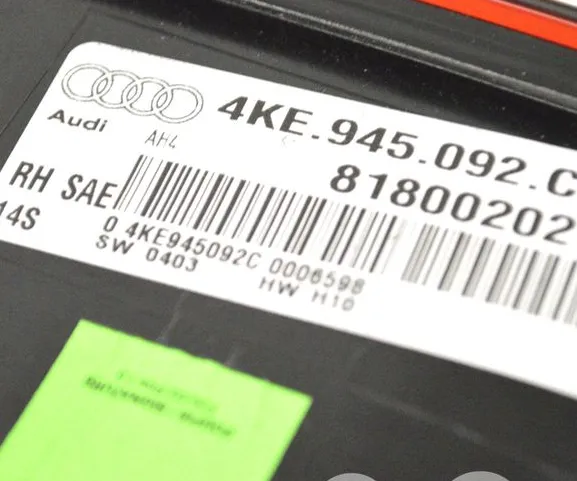 Audi
4KE.945.092.C
AHL
81800202
RH SAE
14S
0 4KE945092C 0006598
SW 0403 HW H10